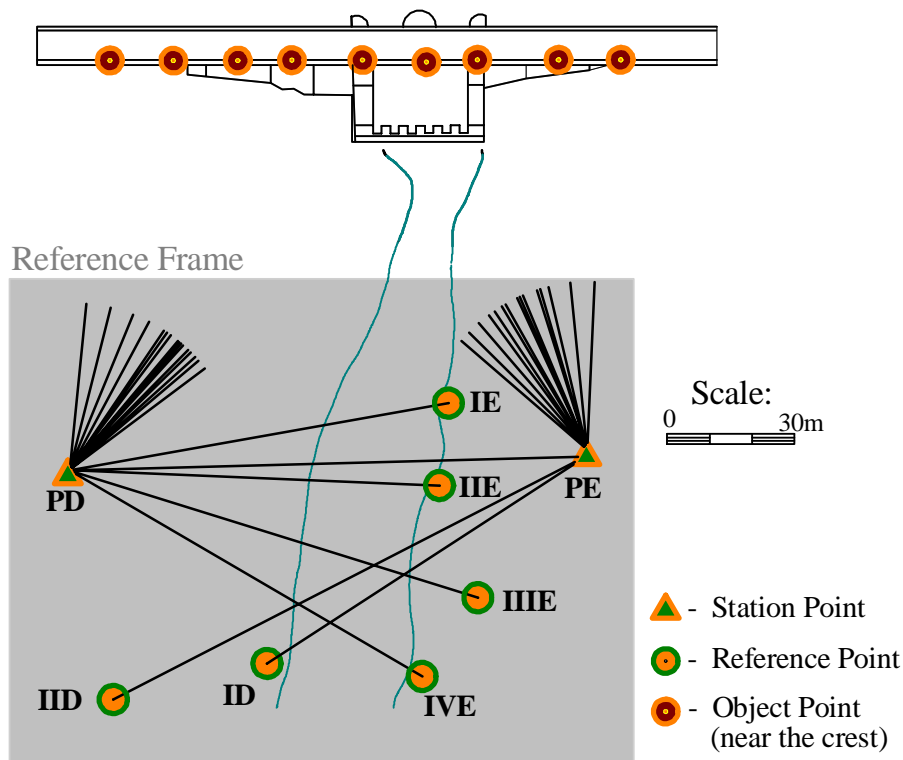 Reference Frame
Scale:
0 30m
IE
PD
IIE
PE
IIIE
IID
ID
IVE
- Station Point
- Reference Point
- Object Point
(near the crest)